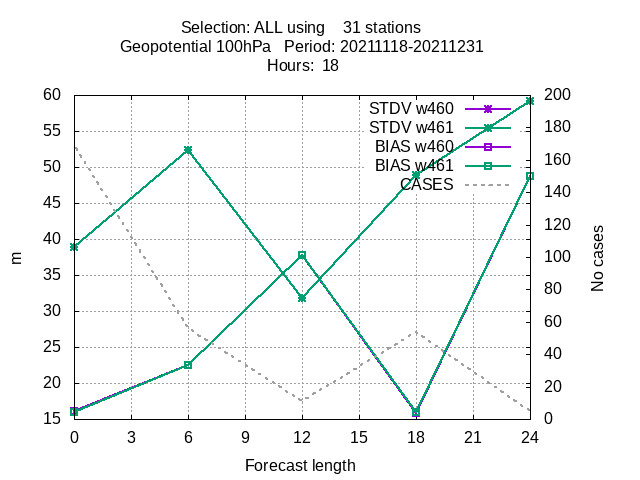 Selection: ALL using    31 stations
Geopotential 100hPa   Period: 20211118-20211231
Hours:  18
STDV w460
STDV w461
BIAS w460
BIAS w461
CASES
60
55
50
45
40
35
30
25
20
15
m
200
180
160
140
120
100
80
60
40
20
0
No cases
0 3 6 9 12 15 18 21 24
Forecast length